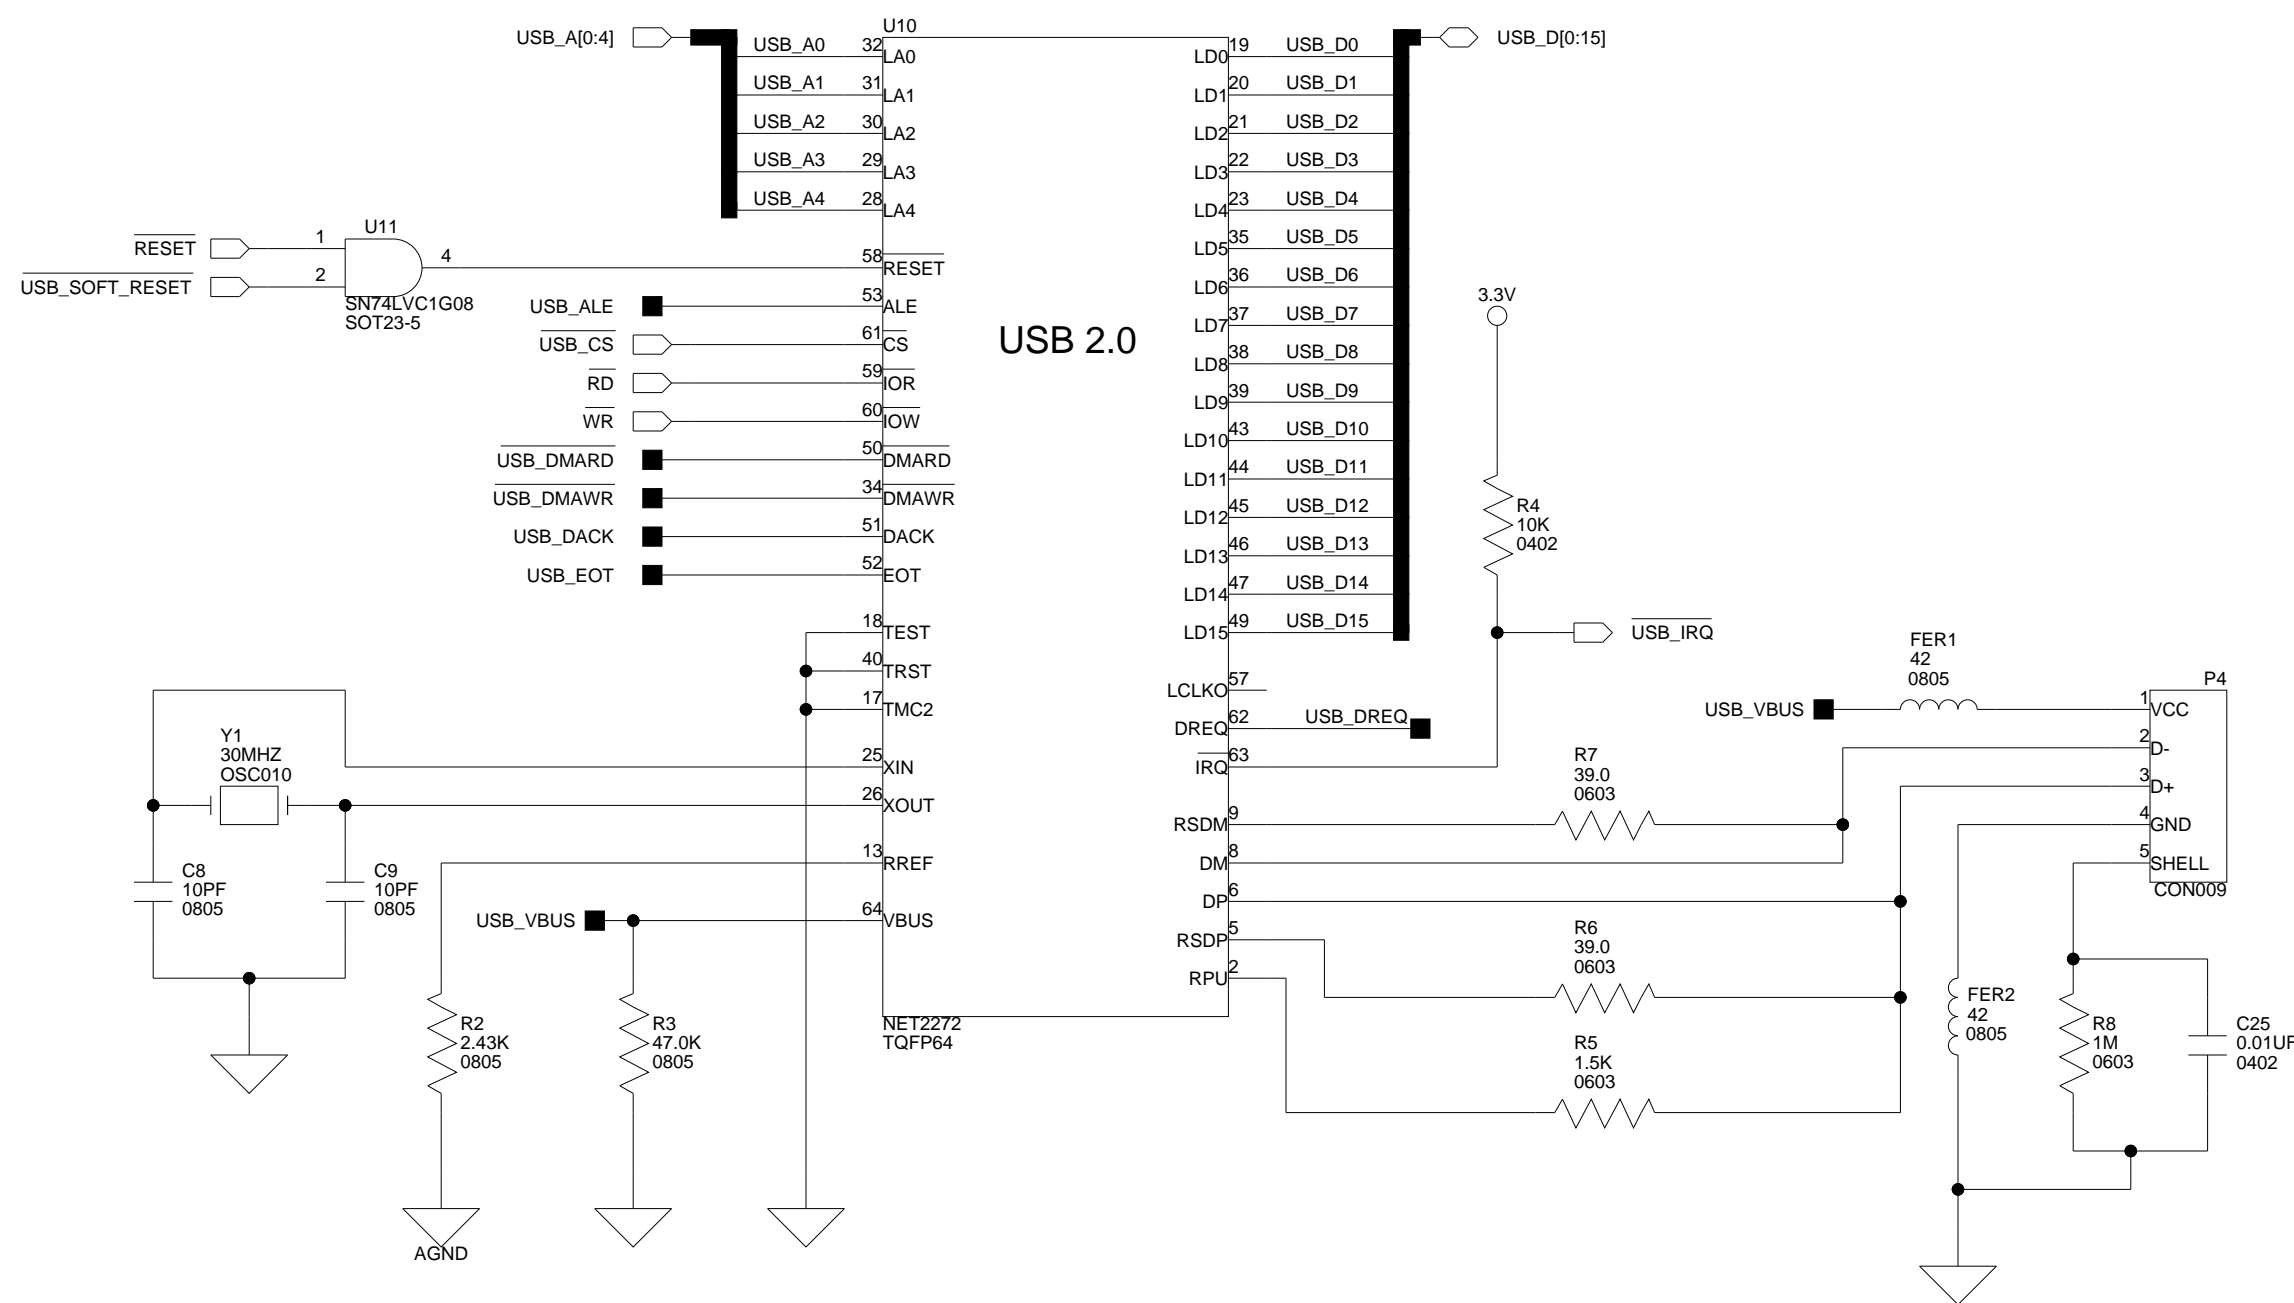 U10
USB_A[0:4]
USB_D[0:15]
USB_A0
32
LA0
USB_A1
31
LA1
USB_A2
30
LA2
USB_A3
29
LA3
USB_A4
28
LA4
LD0
19
USB_D0
LD1
20
USB_D1
LD2
21
USB_D2
LD3
22
USB_D3
LD4
23
USB_D4
LD5
35
USB_D5
LD6
36
USB_D6
LD7
37
USB_D7
LD8
38
USB_D8
LD9
39
USB_D9
LD10
43
USB_D10
LD11
44
USB_D11
LD12
45
USB_D12
LD13
46
USB_D13
LD14
47
USB_D14
LD15
49
USB_D15
U11
RESET
1
USB_SOFT_RESET
2
4
SN74LVC1G08
SOT23-5
58
RESET
USB_ALE
53
ALE
USB_CS
61
CS
RD
59
IOR
WR
60
IOW
USB_DMARD
50
DMARD
USB_DMAWR
34
DMAWR
USB_DACK
51
DACK
USB_EOT
52
EOT
USB 2.0
18
TEST
40
TRST
17
TMC2
25
XIN
26
XOUT
13
RREF
USB_VBUS
64
VBUS
NET2272
TQFP64
Y1
30MHZ
OSC010
C8
10PF
0805
C9
10PF
0805
R2
2.43K
0805
AGND
R3
47.0K
0805
3.3V
R4
10K
0402
USB_IRQ
LCLKO
57
DREQ
62
USB_DREQ
IRQ
63
RSDM
9
DM
8
DP
6
RSDP
5
RPU
2
R7
39.0
0603
R6
39.0
0603
R5
1.5K
0603
FER1
42
0805
USB_VBUS
P4
1
VCC
2
D-
3
D+
4
GND
5
SHELL
CON009
FER2
42
0805
R8
1M
0603
C25
0.01UF
0402